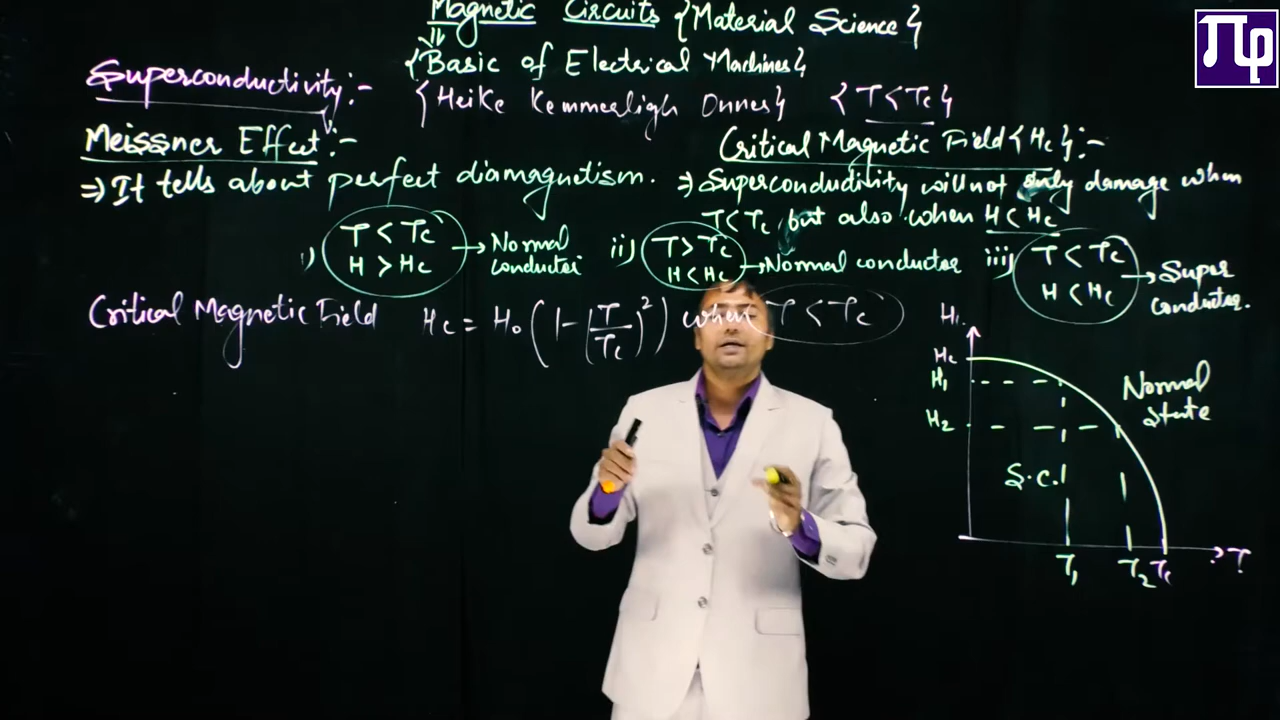 Magnetic Circuits {Material Science}
⇓
{Basic of Electrical Machines}
Superconductivity:- {Heike Kemmerligh Onnes} {T<Tc}
Meissner Effect:-
⇒ It tells about perfect diamagnetism.
Critical Magnetic Field {Hc}:-
⇒ Superconductivity will not only damage when
T<Tc but also when H<Hc
i) T < Tc
H > Hc
→ Normal
conductor
ii) T > Tc
H < Hc
→ Normal conductor
iii) T < Tc
H < Hc
→ Super
conductor.
Critical Magnetic Field Hc = H₀ (1 - (T/Tc)²) when T < Tc
H
Hc
H₁
H₂
Normal
State
S.C.
T₁ T₂ Tc
T
πφ